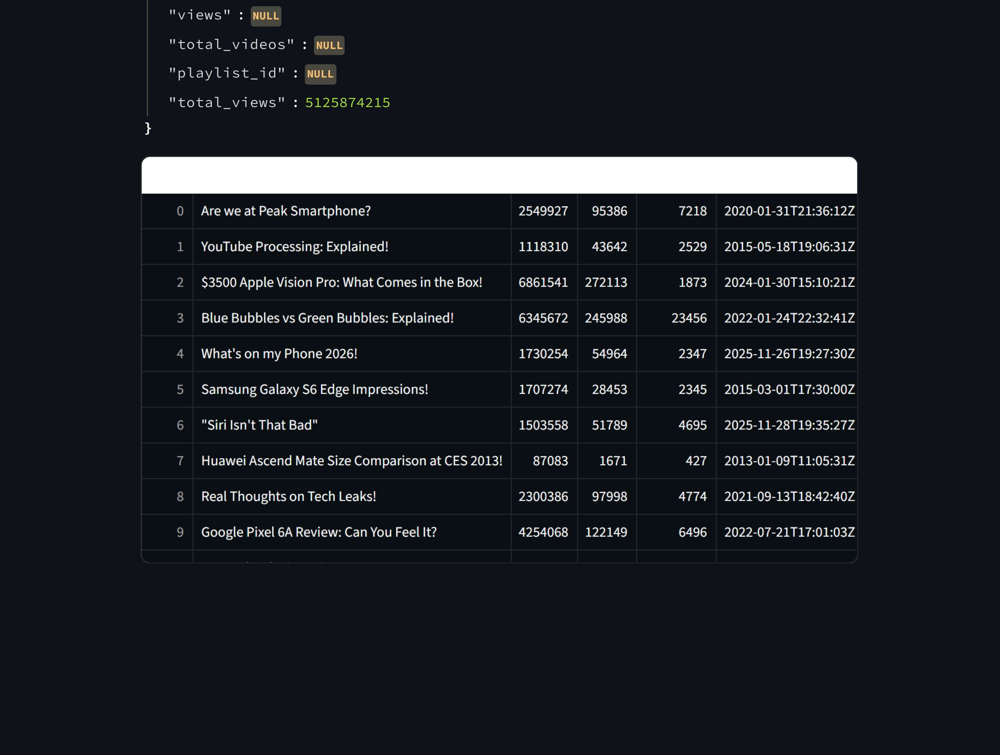 "views" : NULL
"total_videos" : NULL
"playlist_id" : NULL
"total_views" : 5125874215
}
0 Are we at Peak Smartphone? 2549927 95386 7218 2020-01-31T21:36:12Z
1 YouTube Processing: Explained! 1118310 43642 2529 2015-05-18T19:06:31Z
2 $3500 Apple Vision Pro: What Comes in the Box! 6861541 272113 1873 2024-01-30T15:10:21Z
3 Blue Bubbles vs Green Bubbles: Explained! 6345672 245988 23456 2022-01-24T22:32:41Z
4 What's on my Phone 2026! 1730254 54964 2347 2025-11-26T19:27:30Z
5 Samsung Galaxy S6 Edge Impressions! 1707274 28453 2345 2015-03-01T17:30:00Z
6 "Siri Isn't That Bad" 1503558 51789 4695 2025-11-28T19:35:27Z
7 Huawei Ascend Mate Size Comparison at CES 2013! 87083 1671 427 2013-01-09T11:05:31Z
8 Real Thoughts on Tech Leaks! 2300386 97998 4774 2021-09-13T18:42:40Z
9 Google Pixel 6A Review: Can You Feel It? 4254068 122149 6496 2022-07-21T17:01:03Z